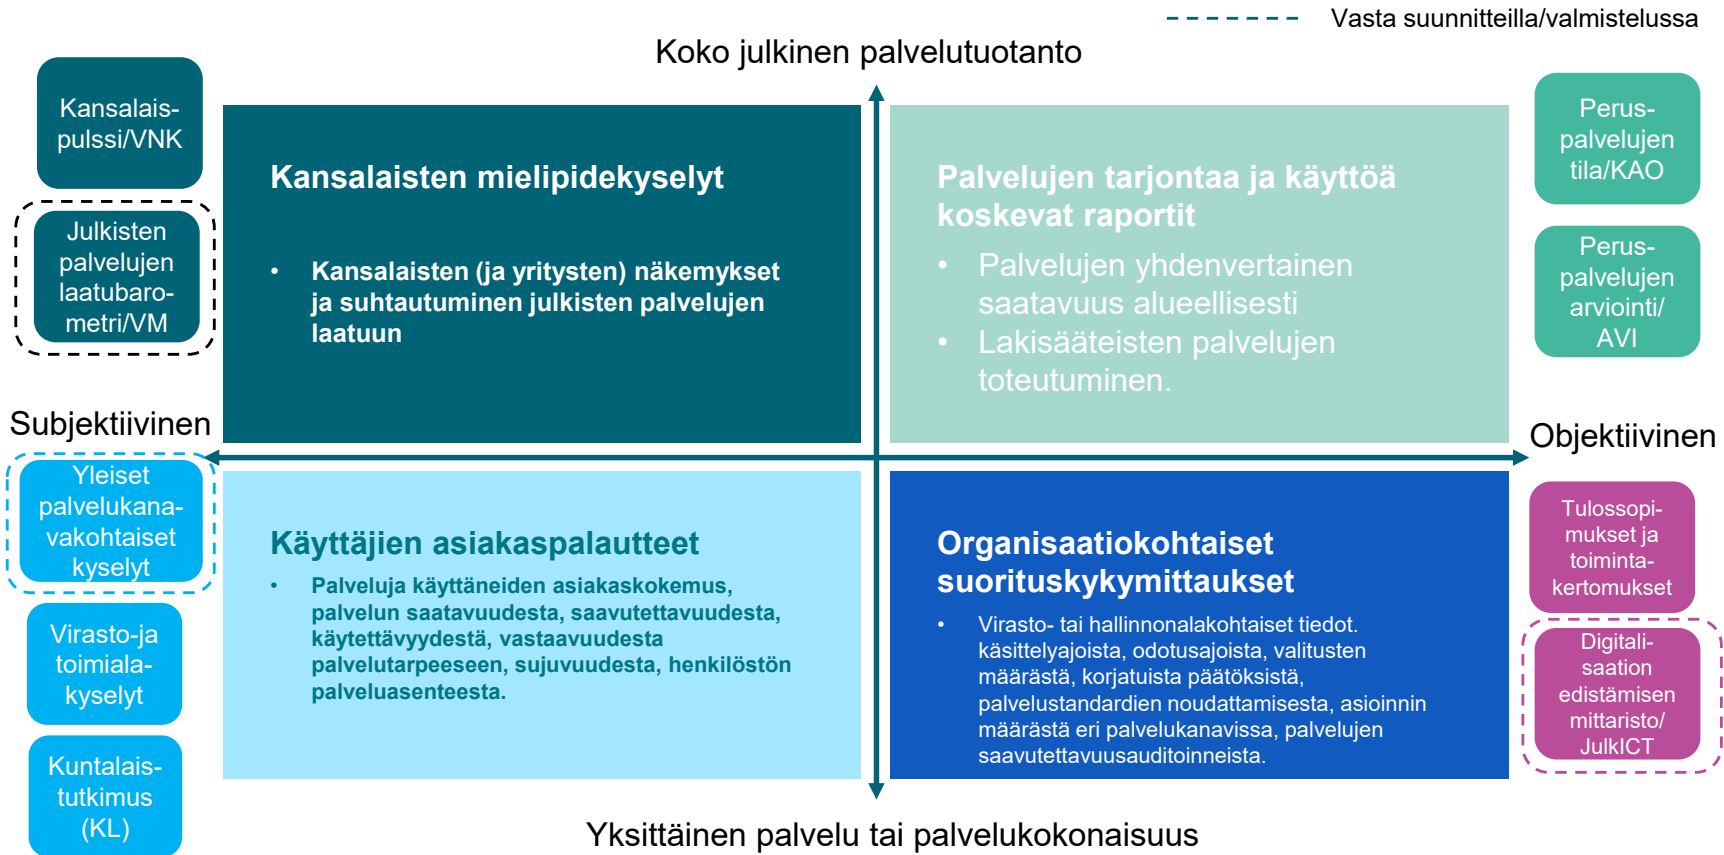 Vasta suunnitteilla/valmistelussa
Koko julkinen palvelutuotanto
Kansalais-
pulssi/VNK
Julkisten
palvelujen
laatubaro-
metri/VM
Kansalaisten mielipidekyselyt
• Kansalaisten (ja yritysten) näkemykset
ja suhtautuminen julkisten palvelujen
laatuun
Palvelujen tarjontaa ja käyttöä
koskevat raportit
• Palvelujen yhdenvertainen
saatavuus alueellisesti
• Lakisääteisten palvelujen
toteutuminen.
Perus-
palvelujen
tila/KAO
Perus-
palvelujen
arviointi/
AVI
Subjektiivinen
Objektiivinen
Yleiset
palvelukana-
vakohtaiset
kyselyt
Virasto-ja
toimiala-
kyselyt
Kuntalais-
tutkimus
(KL)
Käyttäjien asiakaspalautteet
• Palveluja käyttäneiden asiakaskokemus,
palvelun saatavuudesta, saavutettavuudesta,
käytettävyydestä, vastaavuudesta
palvelutarpeeseen, sujuvuudesta, henkilöstön
palveluasenteesta.
Organisaatiokohtaiset
suorituskykymittaukset
• Virasto- tai hallinnonalakohtaiset tiedot.
käsittelyajoista, odotusajoista, valitusten
määrästä, korjatuista päätöksistä,
palvelustandardien noudattamisesta, asioinnin
määrästä eri palvelukanavissa, palvelujen
saavutettavuusauditoinneista.
Tulossopi-
mukset ja
toiminta-
kertomukset
Digitali-
saation
edistämisen
mittaristo/
JulkICT
Yksittäinen palvelu tai palvelukokonaisuus